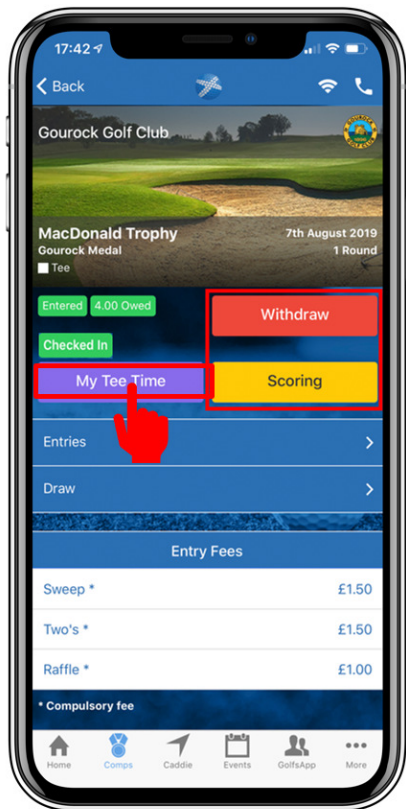 17:42
Back
Gourock Golf Club
MacDonald Trophy 7th August 2019
Gourock Medal 1 Round
Tee
Entered 4.00 Owed
Withdraw
Checked In
My Tee Time Scoring
Entries
Draw
Entry Fees
Sweep * £1.50
Two's * £1.50
Raffle * £1.00
* Compulsory fee
Home Comps Caddie Events GolfsApp More